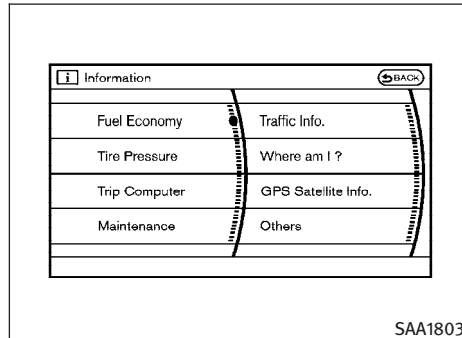 i Information BACK
Fuel Economy Traffic Info.
Tire Pressure Where am I ?
Trip Computer GPS Satellite Info.
Maintenance Others
SAA1803